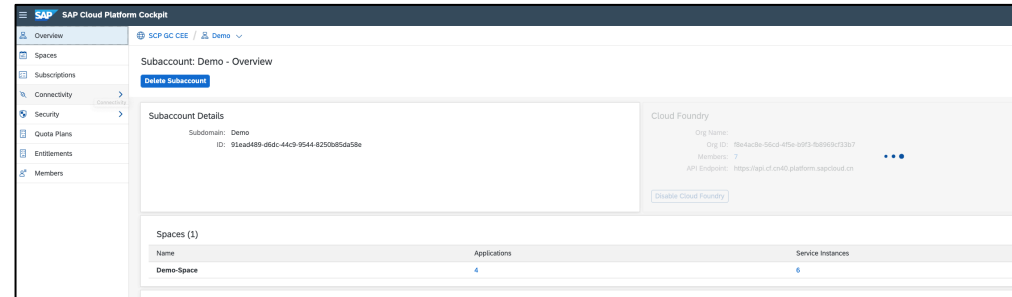 SAP SAP Cloud Platform Cockpit
Overview
Spaces
Subscriptions
Connectivity
Connectivity
Security
Quota Plans
Entitlements
Members
SCP GC CEE / Demo
Subaccount: Demo - Overview
Delete Subaccount
Subaccount Details
Subdomain: Demo
ID: 91ead489-d6dc-44c9-9544-8250b85da58e
Cloud Foundry
Org Name:
Org ID: f8e4ac8e-56cd-4f5e-b9f3-fb8969cf33b7
Members: 7
API Endpoint: https://api.cf.cn40.platform.sapcloud.cn
Disable Cloud Foundry
Spaces (1)
Name Applications Service Instances
Demo-Space 4 6